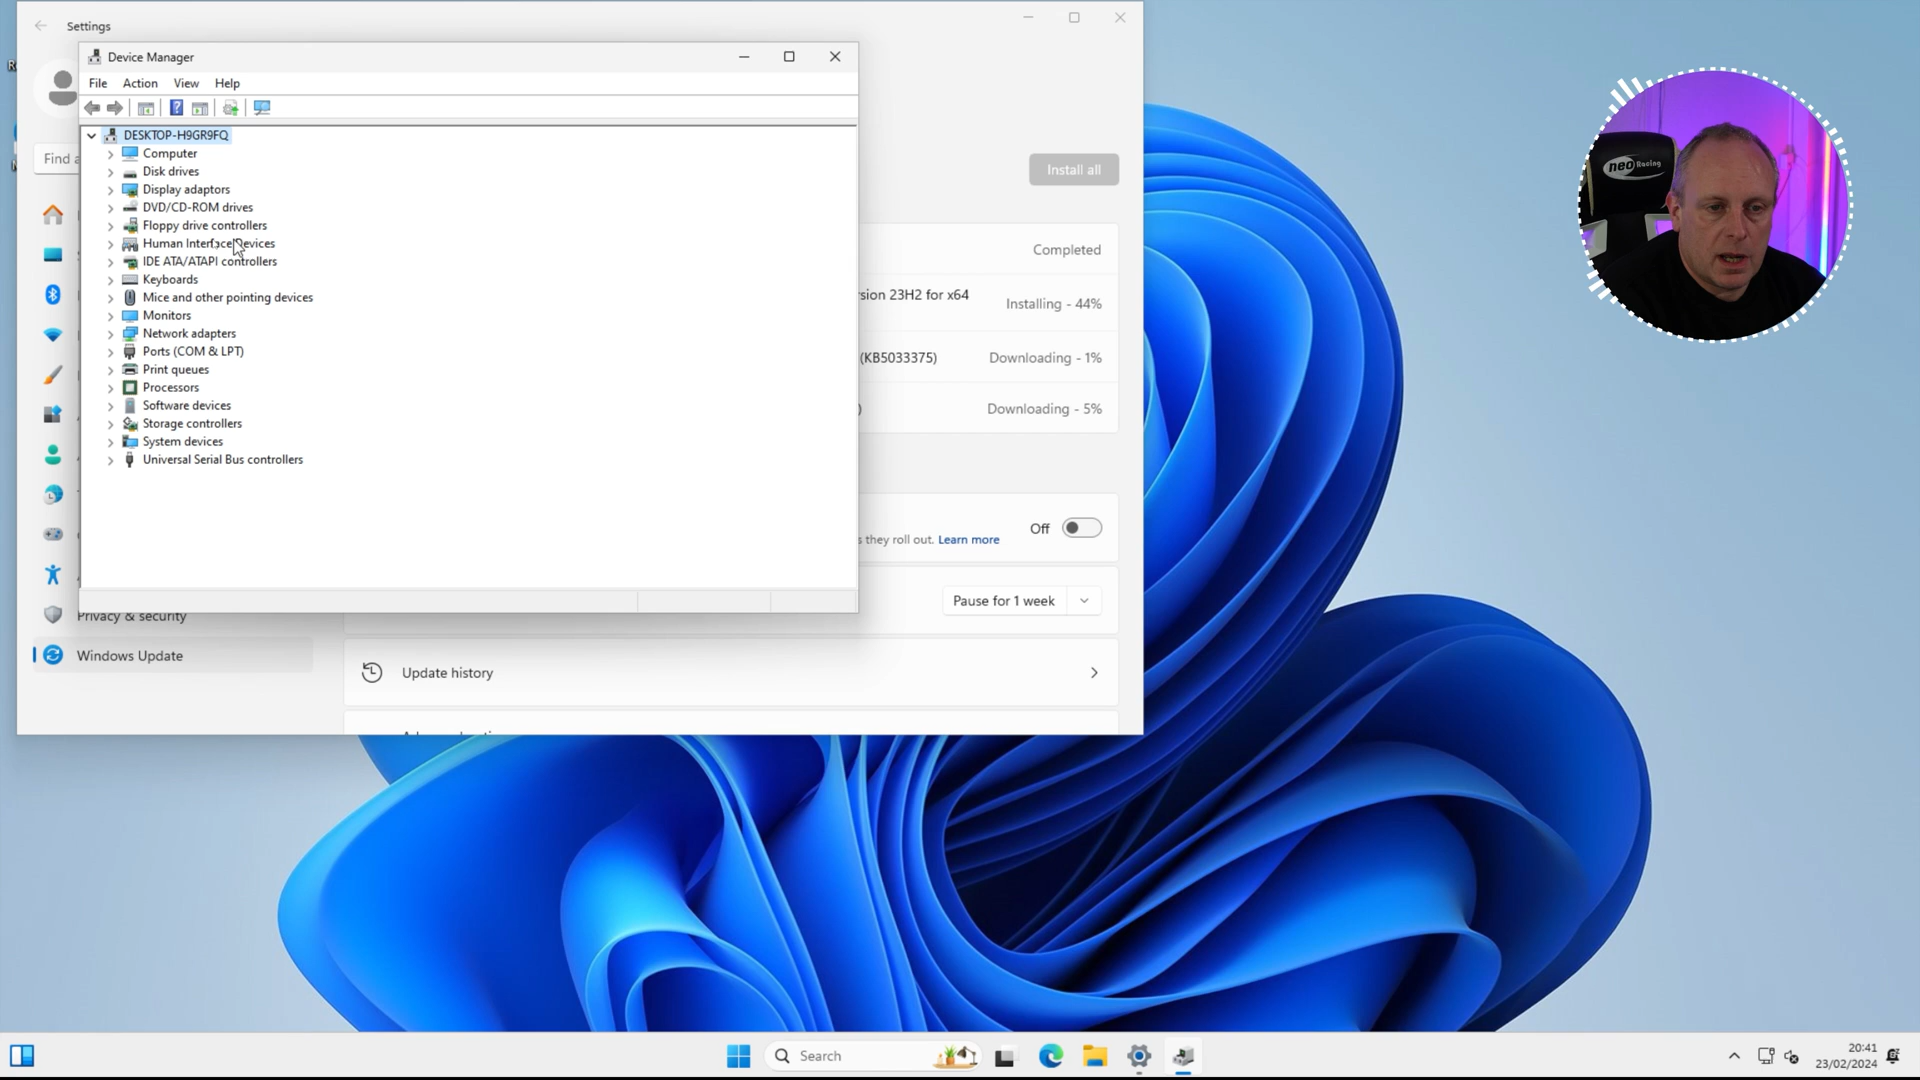 Settings
Device Manager
File Action View Help
DESKTOP-H9GR9FQ
Computer
Disk drives
Display adaptors
DVD/CD-ROM drives
Floppy drive controllers
Human Interface Devices
IDE ATA/ATAPI controllers
Keyboards
Mice and other pointing devices
Monitors
Network adapters
Ports (COM & LPT)
Print queues
Processors
Software devices
Storage controllers
System devices
Universal Serial Bus controllers
Find a
Install all
Completed
rsion 23H2 for x64
Installing - 44%
(KB5033375)
Downloading - 1%
)
Downloading - 5%
Off
s they roll out. Learn more
Pause for 1 week
Privacy & security
Windows Update
Update history
neo Racing
Search
20:41
23/02/2024